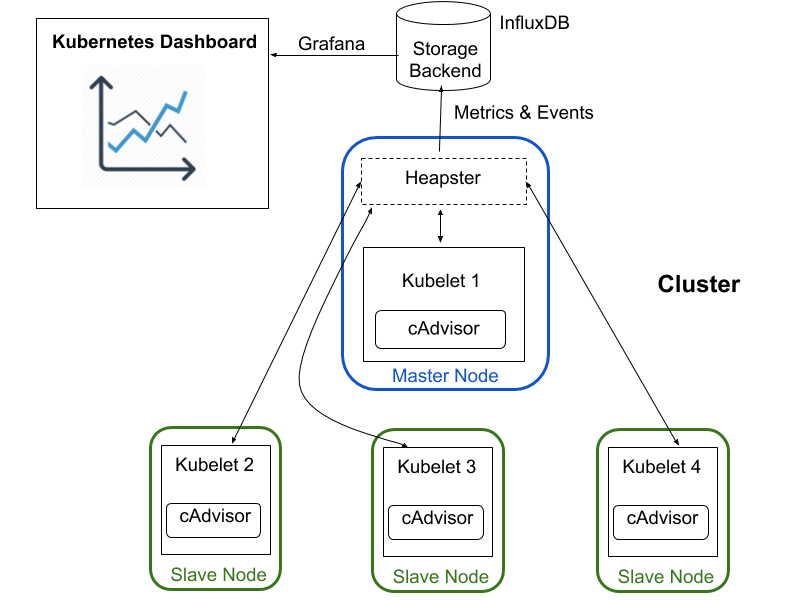 InfluxDB
Kubernetes Dashboard
Grafana
Storage
Backend
Metrics & Events
Heapster
Kubelet 1
cAdvisor
Master Node
Cluster
Kubelet 2
cAdvisor
Slave Node
Kubelet 3
cAdvisor
Slave Node
Kubelet 4
cAdvisor
Slave Node